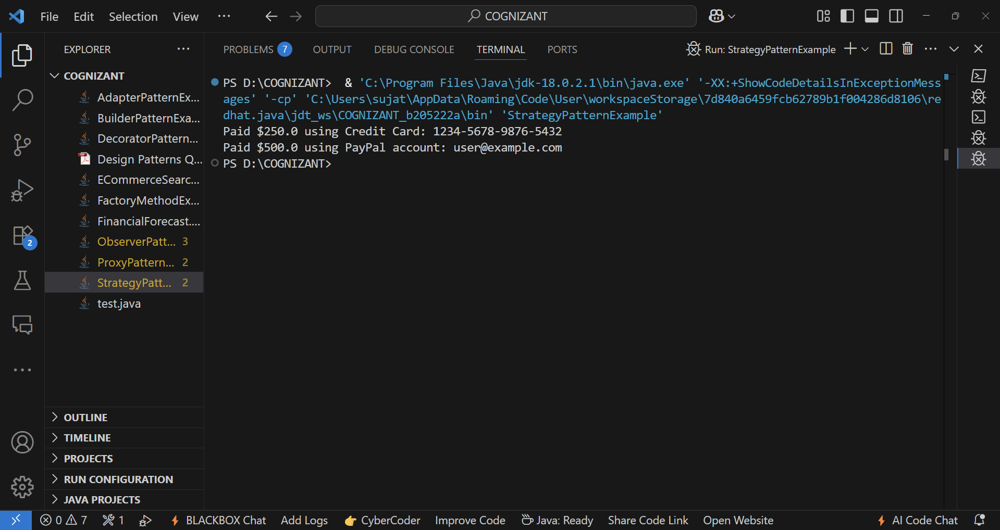 File Edit Selection View ··· COGNIZANT
EXPLORER ···
PROBLEMS 7 OUTPUT DEBUG CONSOLE TERMINAL PORTS Run: StrategyPatternExample ···
COGNIZANT
AdapterPatternEx...
BuilderPatternExa...
DecoratorPattern...
Design Patterns Q...
ECommerceSearc...
FactoryMethodEx...
FinancialForecast....
ObserverPatt... 3
ProxyPattern... 2
StrategyPatt... 2
test.java
PS D:\COGNIZANT>  & 'C:\Program Files\Java\jdk-18.0.2.1\bin\java.exe' '-XX:+ShowCodeDetailsInExceptionMess
ages' '-cp' 'C:\Users\sujat\AppData\Roaming\Code\User\workspaceStorage\7d840a6459fcb62789b1f004286d8106\re
dhat.java\jdt_ws\COGNIZANT_b205222a\bin' 'StrategyPatternExample'
Paid $250.0 using Credit Card: 1234-5678-9876-5432
Paid $500.0 using PayPal account: user@example.com
PS D:\COGNIZANT>
2
OUTLINE
TIMELINE
PROJECTS
RUN CONFIGURATION
JAVA PROJECTS
0 7 1 BLACKBOX Chat Add Logs 👉 CyberCoder Improve Code Java: Ready Share Code Link Open Website AI Code Chat